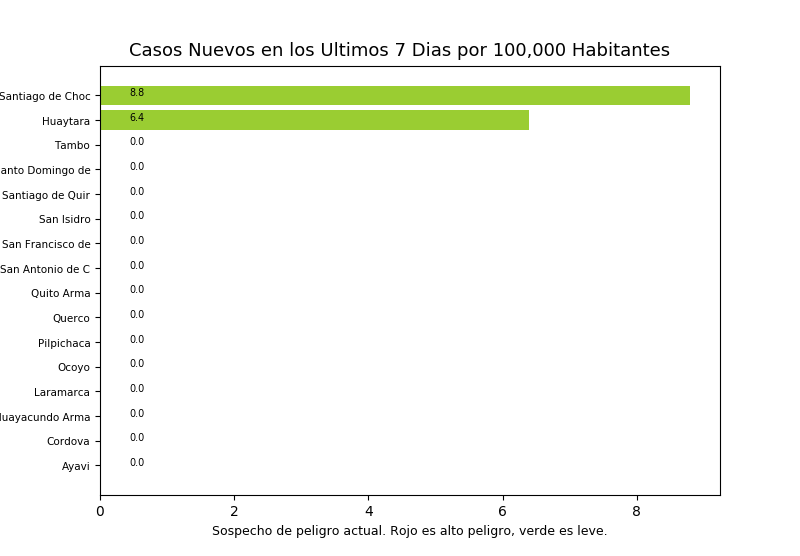 Casos Nuevos en los Ultimos 7 Dias por 100,000 Habitantes
Santiago de Choc 8.8
Huaytara 6.4
Tambo 0.0
anto Domingo de 0.0
Santiago de Quir 0.0
San Isidro 0.0
San Francisco de 0.0
San Antonio de C 0.0
Quito Arma 0.0
Querco 0.0
Pilpichaca 0.0
Ocoyo 0.0
Laramarca 0.0
uayacundo Arma 0.0
Cordova 0.0
Ayavi 0.0
0 2 4 6 8
Sospecho de peligro actual. Rojo es alto peligro, verde es leve.